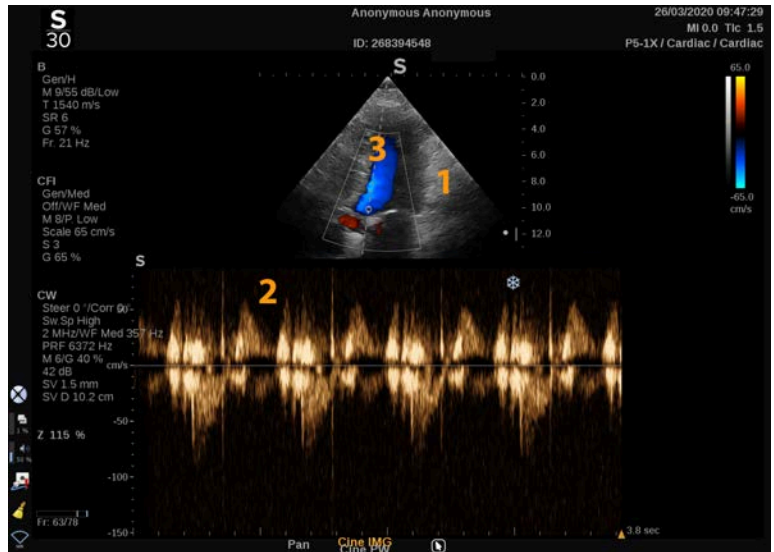 S
30
Anonymous Anonymous
26/03/2020 09:47:29
MI 0.0 TIc 1.5
ID: 268394548
P5-1X / Cardiac / Cardiac
B
Gen/H
M 9/55 dB/Low
T 1540 m/s
SR 6
G 57 %
Fr. 21 Hz
CFI
Gen/Med
Off/WF Med
M 8/P. Low
Scale 65 cm/s
S 3
G 65 %
S
0.0
2.0
4.0
6.0
8.0
10.0
12.0
3
1
65.0
-65.0
cm/s
S
2
CW
Steer 0 °/Corr 0°
Sw.Sp High
2 MHz/WF Med 357 Hz
PRF 6372 Hz
M 6/G 40 %
42 dB
SV 1.5 mm
SV D 10.2 cm
cm/s
-50
-100
-150
Z 115 %
1 %
50 %
Fr: 63/78
3.8 sec
Pan
Cine IMG
Cine PW